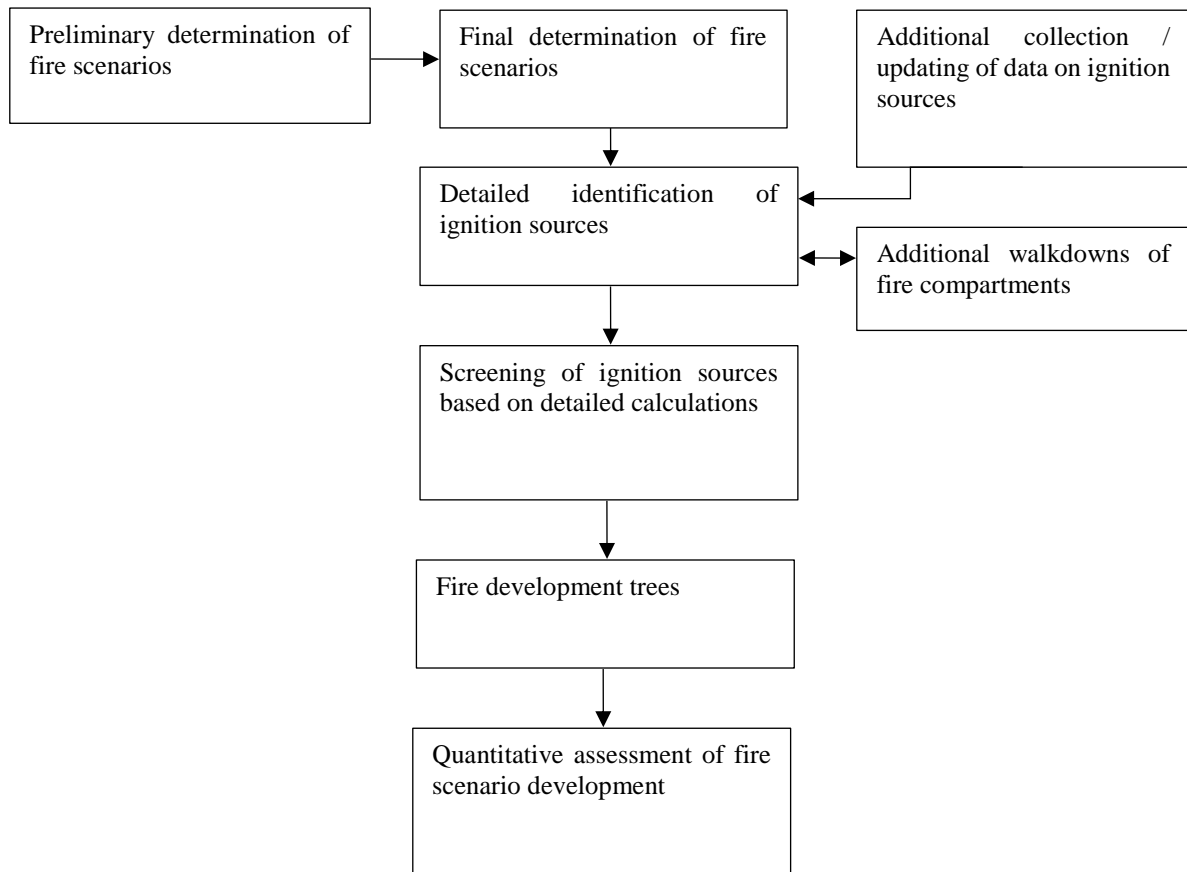 Preliminary determination of
fire scenarios
Final determination of fire
scenarios
Additional collection /
updating of data on ignition
sources
Detailed identification of
ignition sources
Additional walkdowns of
fire compartments
Screening of ignition sources
based on detailed calculations
Fire development trees
Quantitative assessment of fire
scenario development